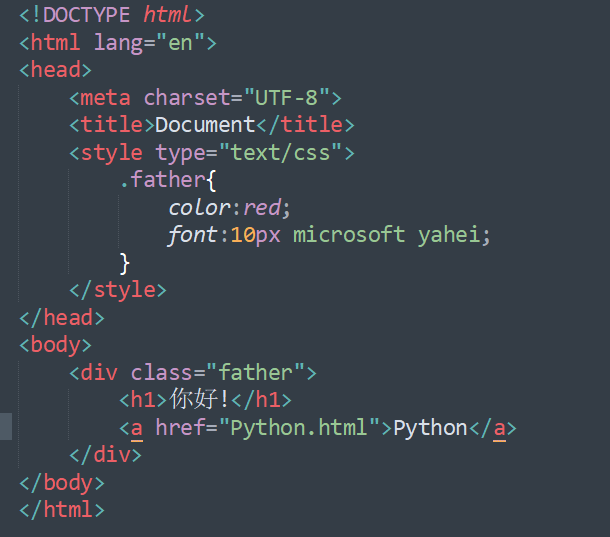 <!DOCTYPE html>
<html lang="en">
<head>
    <meta charset="UTF-8">
    <title>Document</title>
    <style type="text/css">
        .father{
            color:red;
            font:10px microsoft yahei;
        }
    </style>
</head>
<body>
    <div class="father">
        <h1>你好!</h1>
        <a href="Python.html">Python</a>
    </div>
</body>
</html>